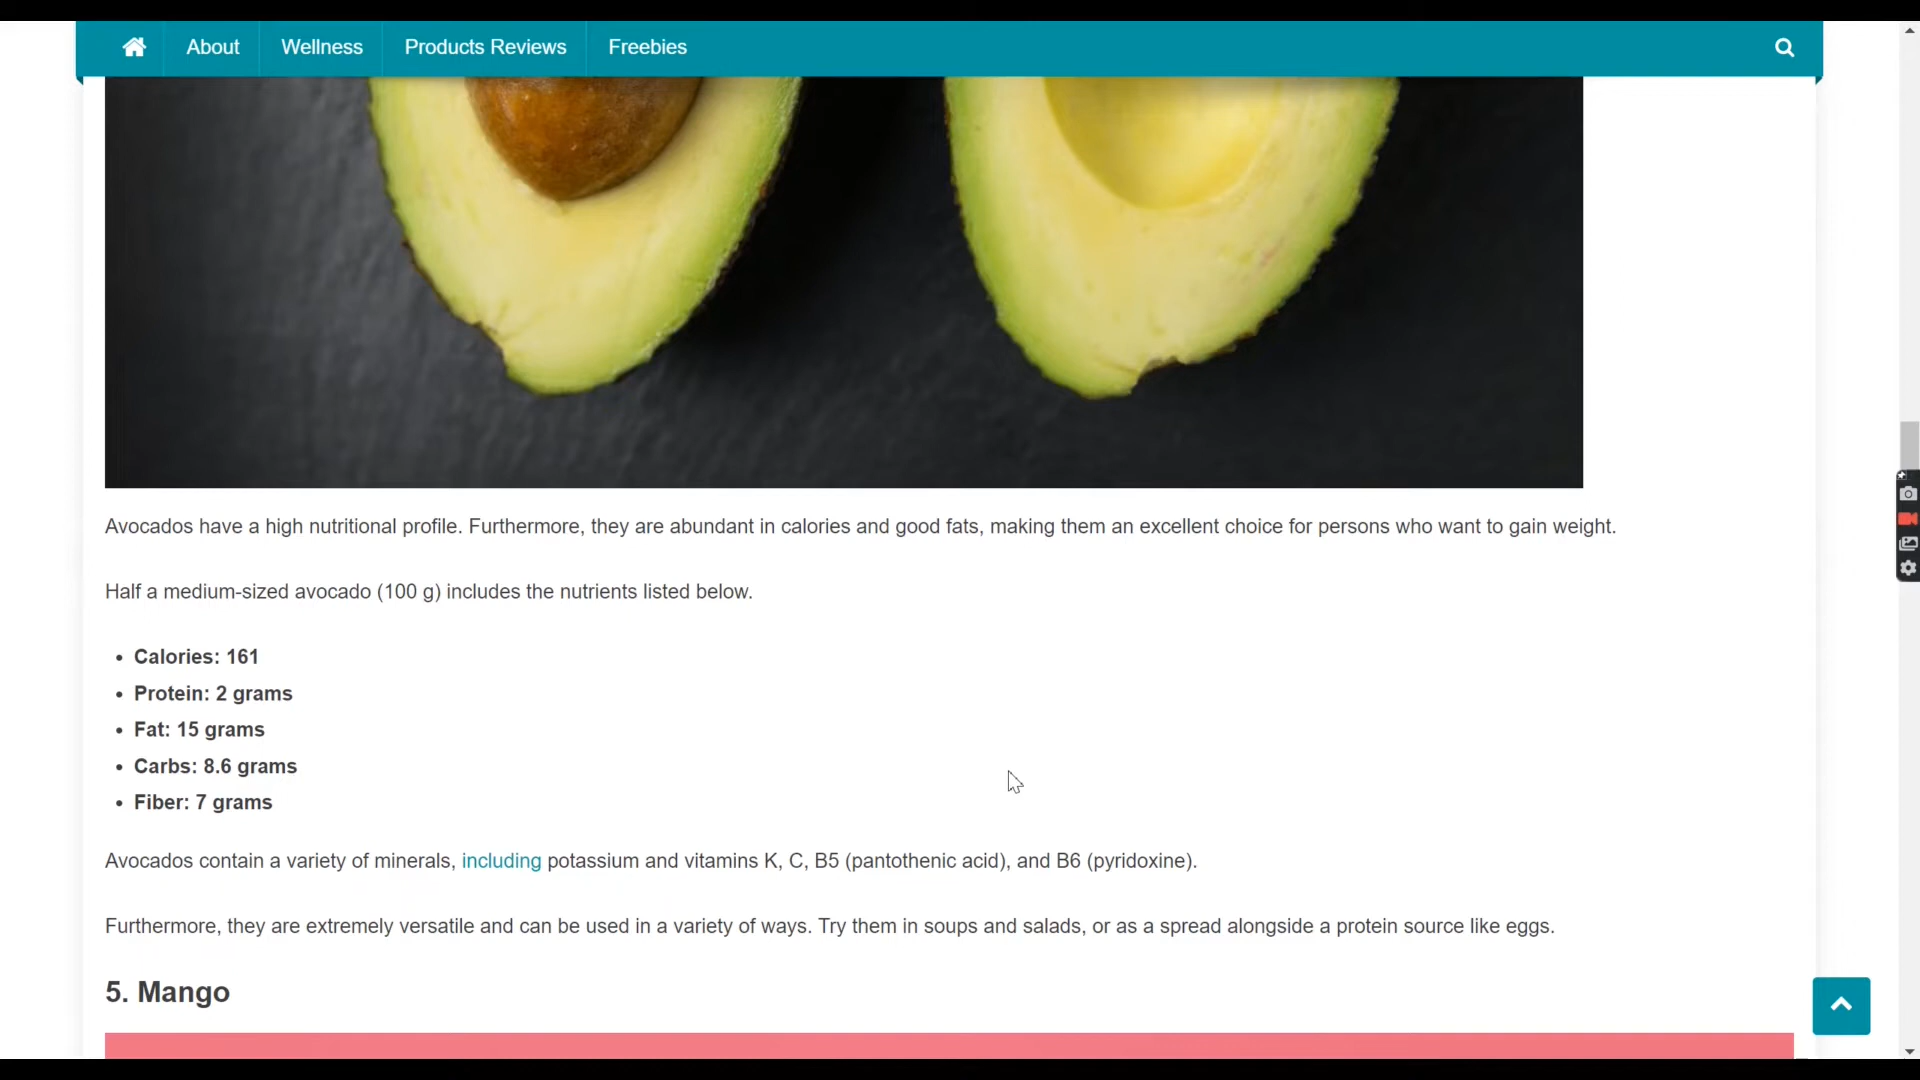 About Wellness Products Reviews Freebies
Avocados have a high nutritional profile. Furthermore, they are abundant in calories and good fats, making them an excellent choice for persons who want to gain weight.
Half a medium-sized avocado (100 g) includes the nutrients listed below.
• Calories: 161
• Protein: 2 grams
• Fat: 15 grams
• Carbs: 8.6 grams
• Fiber: 7 grams
Avocados contain a variety of minerals, including potassium and vitamins K, C, B5 (pantothenic acid), and B6 (pyridoxine).
Furthermore, they are extremely versatile and can be used in a variety of ways. Try them in soups and salads, or as a spread alongside a protein source like eggs.
5. Mango